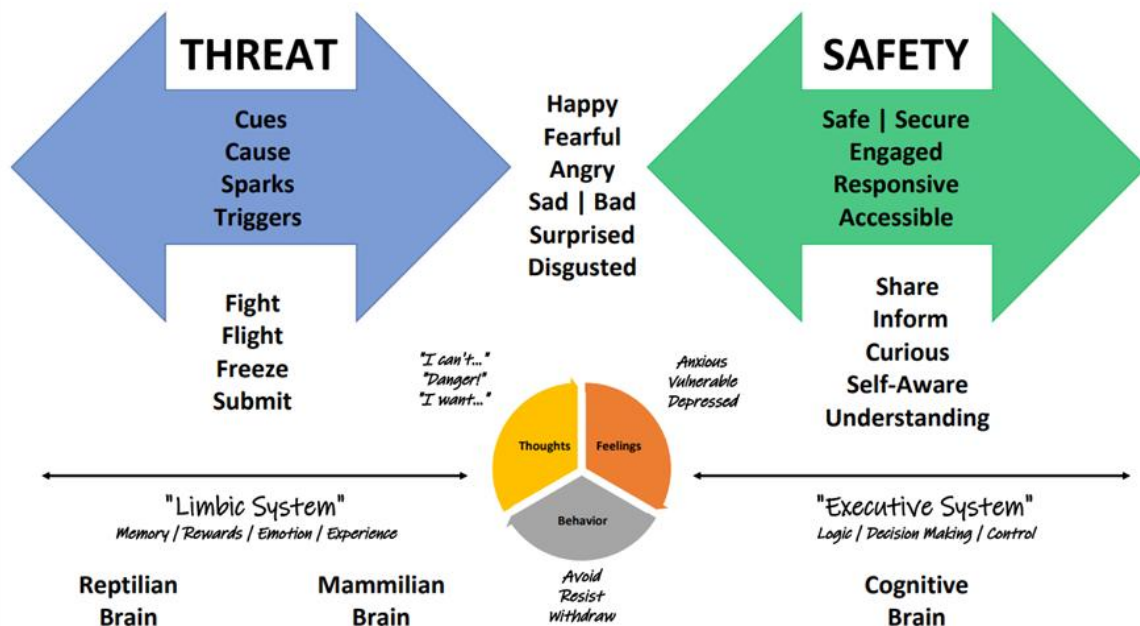 THREAT
Cues
Cause
Sparks
Triggers
Fight
Flight
Freeze
Submit
Happy
Fearful
Angry
Sad | Bad
Surprised
Disgusted
SAFETY
Safe | Secure
Engaged
Responsive
Accessible
Share
Inform
Curious
Self-Aware
Understanding
"I can't..."
"Danger!"
"I want..."
Anxious
Vulnerable
Depressed
Thoughts
Feelings
Behavior
Avoid
Resist
Withdraw
"Limbic System"
Memory / Rewards / Emotion / Experience
Reptilian
Brain
Mammilian
Brain
"Executive System"
Logic / Decision Making / Control
Cognitive
Brain